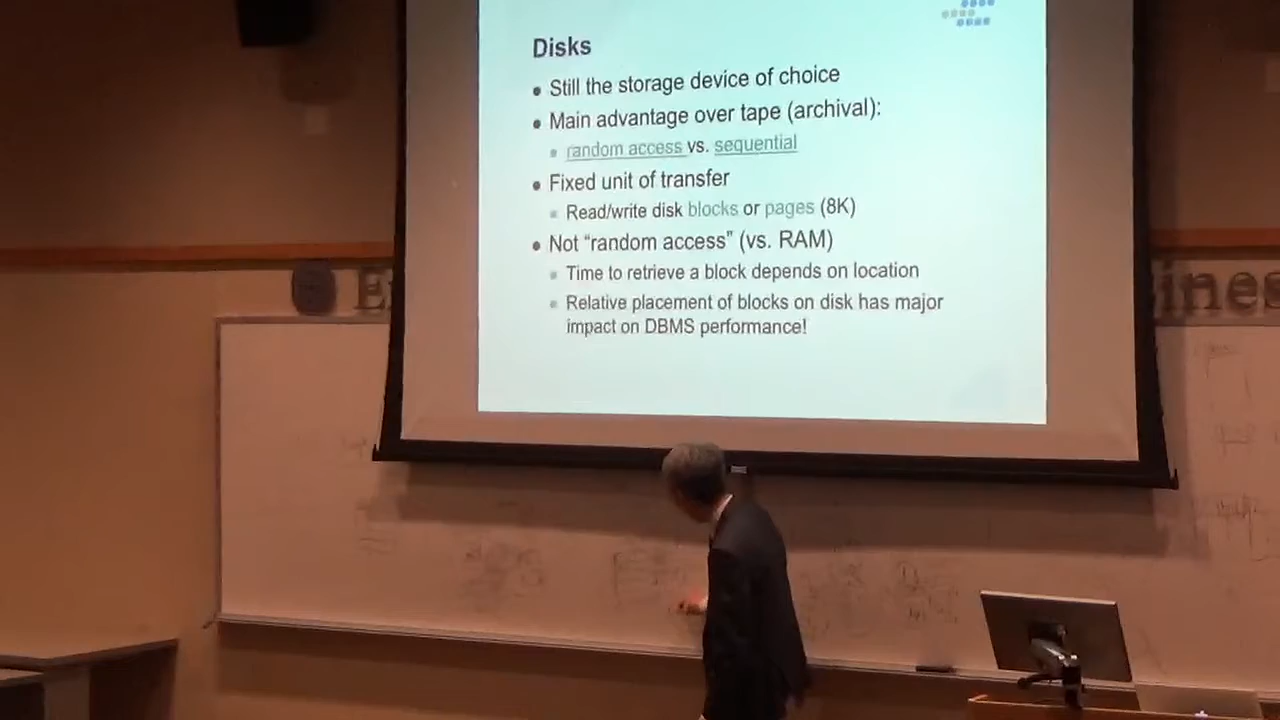 Disks
Still the storage device of choice
Main advantage over tape (archival):
random access vs. sequential
Fixed unit of transfer
Read/write disk blocks or pages (8K)
Not “random access” (vs. RAM)
Time to retrieve a block depends on location
Relative placement of blocks on disk has major
impact on DBMS performance!